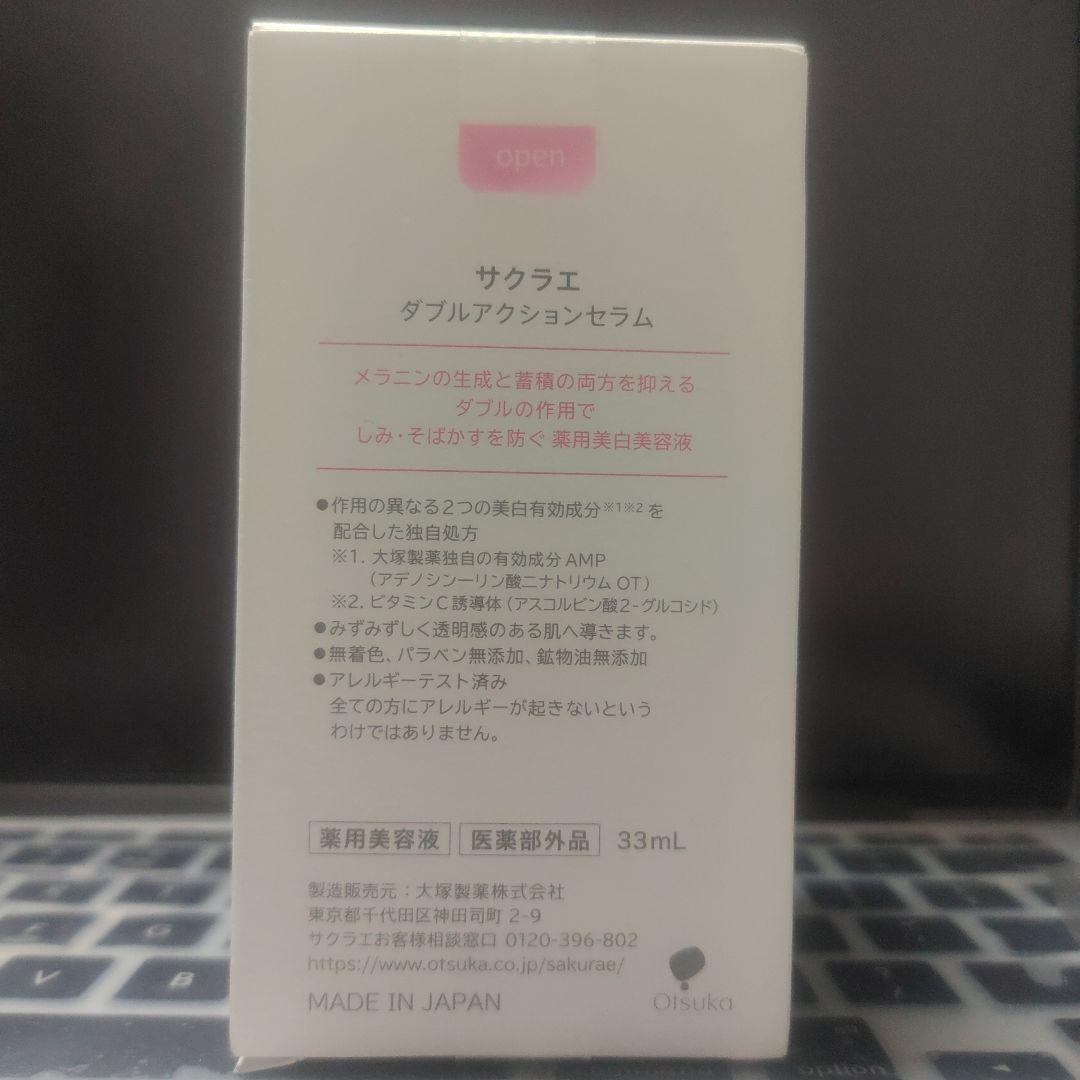 open
サクラエ
ダブルアクションセラム
メラニンの生成と蓄積の両方を抑える
ダブルの作用で
しみ・そばかすを防ぐ 薬用美白美容液
●作用の異なる2つの美白有効成分※1※2を
配合した独自処方
※1. 大塚製薬独自の有効成分 AMP
(アデノシン一リン酸二ナトリウム OT)
※2. ビタミンC誘導体(アスコルビン酸2-グルコシド)
●みずみずしく透明感のある肌へ導きます。
●無着色、パラベン無添加、鉱物油無添加
●アレルギーテスト済み
全ての方にアレルギーが起きないという
わけではありません。
薬用美容液 医薬部外品 33mL
製造販売元：大塚製薬株式会社
東京都千代田区神田司町 2-9
サクラエお客様相談窓口 0120-396-802
https://www.otsuka.co.jp/sakurae/
MADE IN JAPAN
Otsuka
G
V
B
option